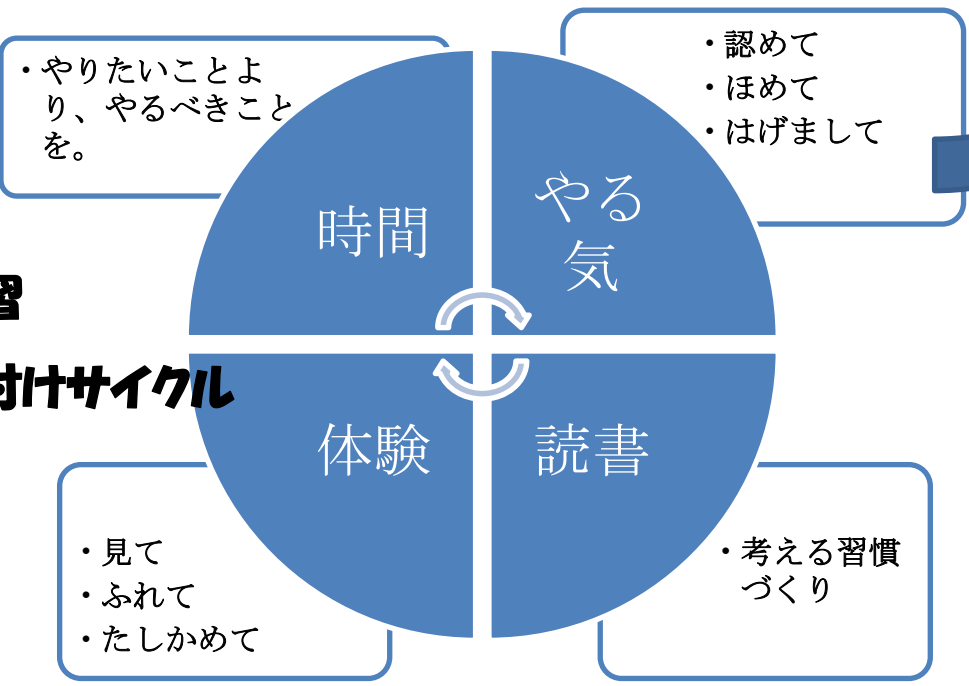 ・やりたいことよ
り、やるべきこと
を。
時間
・認めて
・ほめて
・はげまして
やる
気
習
付けサイクル
体験
・見て
・ふれて
・たしかめて
読書
・考える習慣
づくり